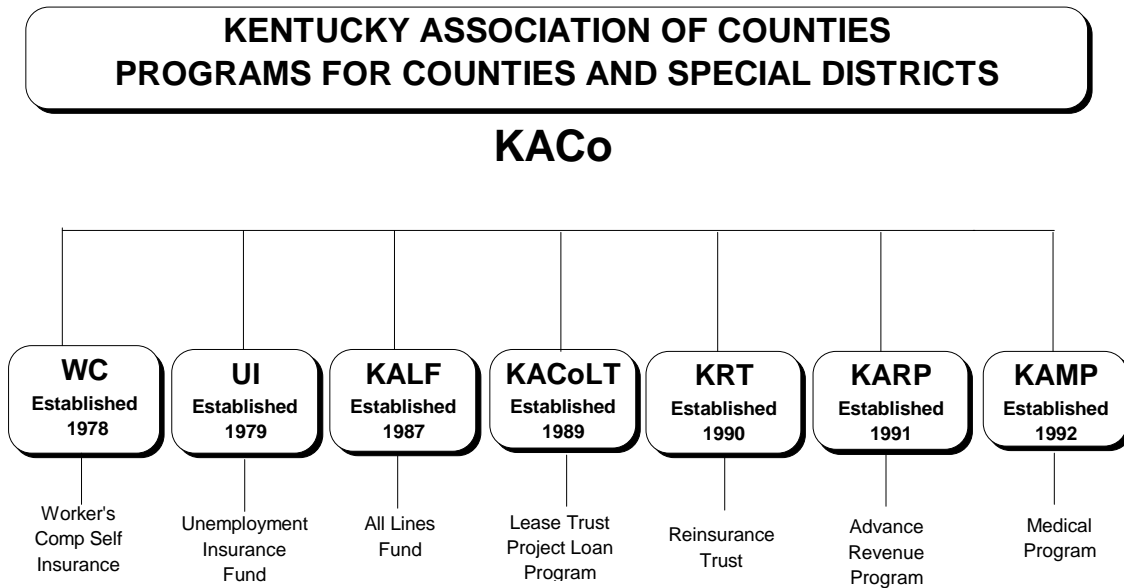 KENTUCKY ASSOCIATION OF COUNTIES
PROGRAMS FOR COUNTIES AND SPECIAL DISTRICTS
KACo
WC
Established
1978
UI
Established
1979
KALF
Established
1987
KACoLT
Established
1989
KRT
Established
1990
KARP
Established
1991
KAMP
Established
1992
Worker's
Comp Self
Insurance
Unemployment
Insurance
Fund
All Lines
Fund
Lease Trust
Project Loan
Program
Reinsurance
Trust
Advance
Revenue
Program
Medical
Program